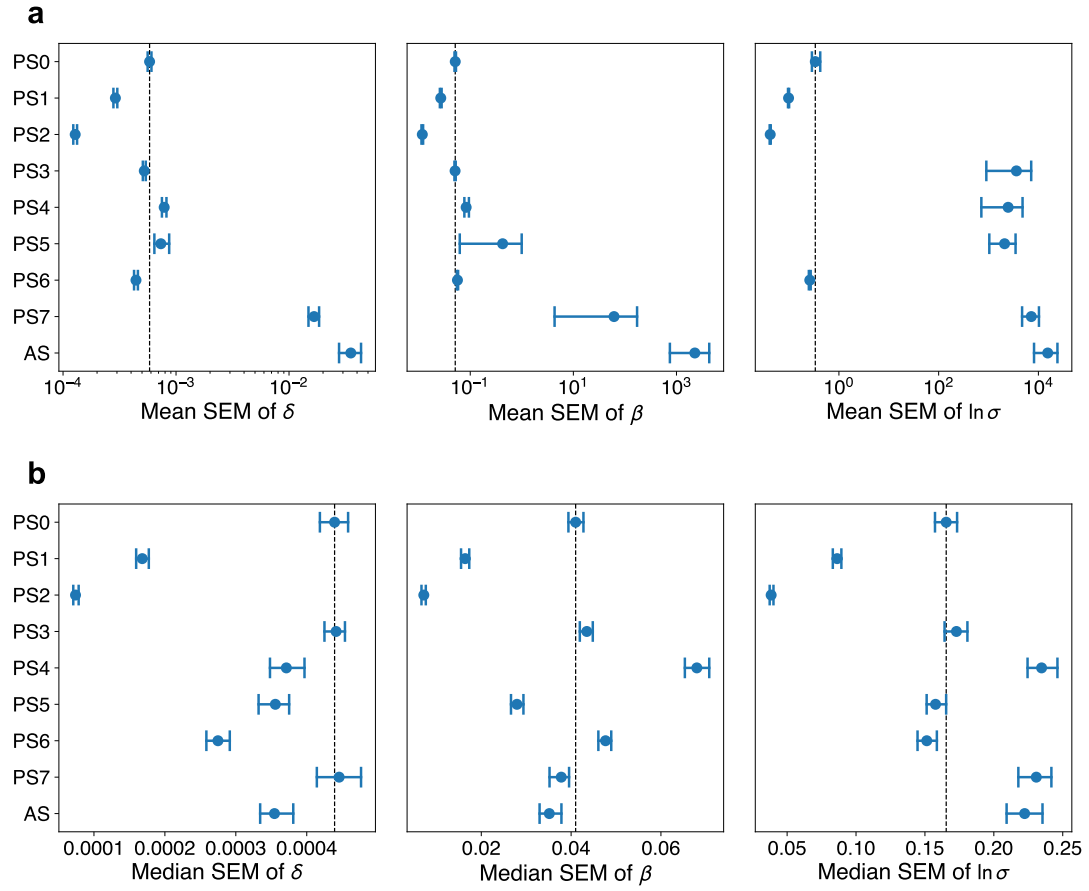 a
PS0
PS1
PS2
PS3
PS4
PS5
PS6
PS7
AS
10⁻⁴ 10⁻³ 10⁻² 10⁻¹ 10¹ 10³ 10⁰ 10² 10⁴
Mean SEM of δ Mean SEM of β Mean SEM of ln σ
b
PS0
PS1
PS2
PS3
PS4
PS5
PS6
PS7
AS
0.0001 0.0002 0.0003 0.0004 0.02 0.04 0.06 0.05 0.10 0.15 0.20 0.25
Median SEM of δ Median SEM of β Median SEM of ln σ